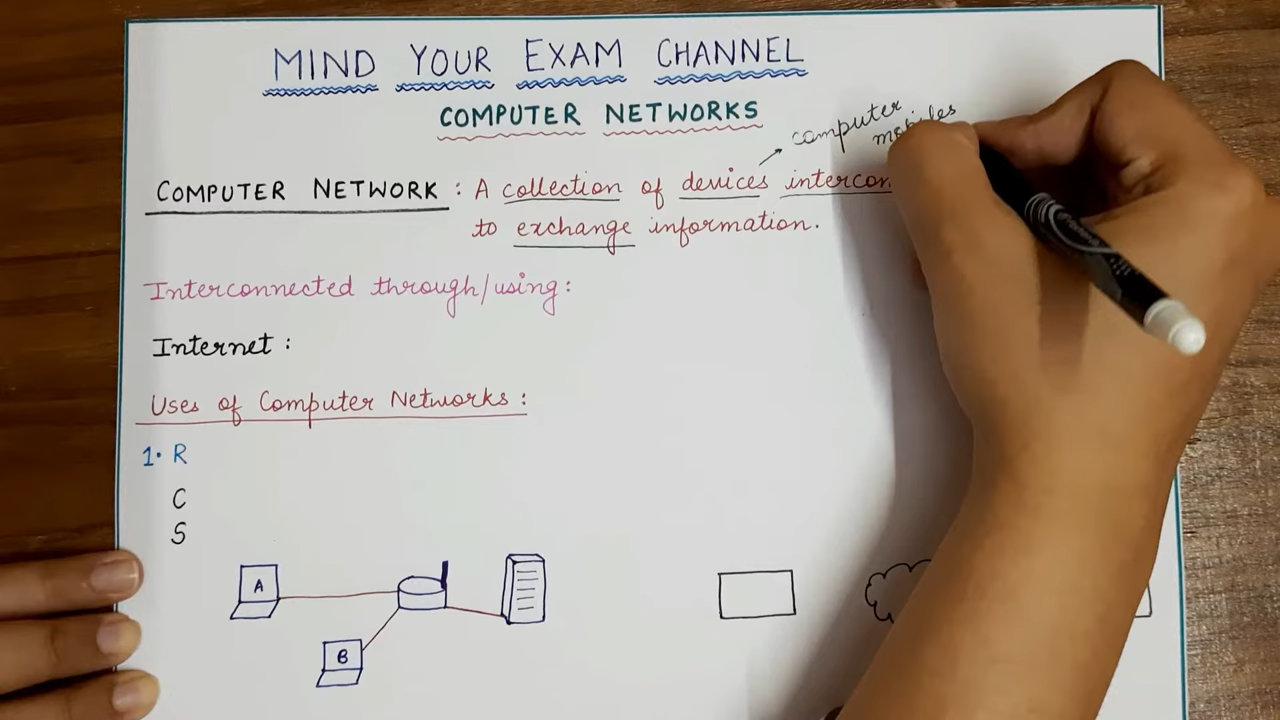 MIND YOUR EXAM CHANNEL
COMPUTER NETWORKS
computer
COMPUTER NETWORK : A collection of devices
to exchange information.
Interconnected through/using:
Internet :
Uses of Computer Networks :
1. R
C
S
A
B